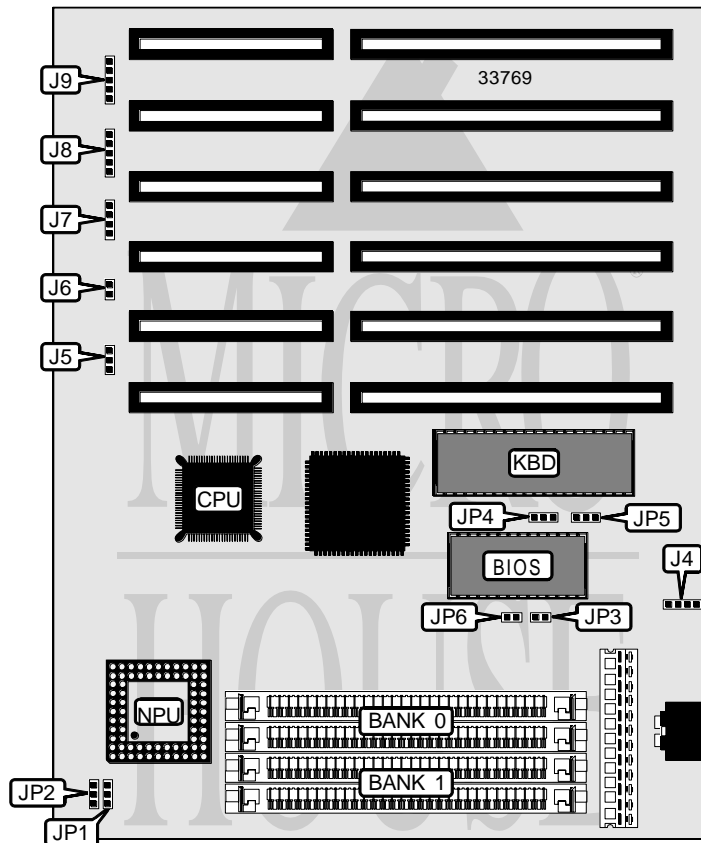 33769
J9
J8
J7
J6
J5
MICRO
®
KBD
CPU
JP4
JP5
BIOS
J4
JP6
JP3
HOUSE
NPU
BANK 0
BANK 1
JP2
JP1